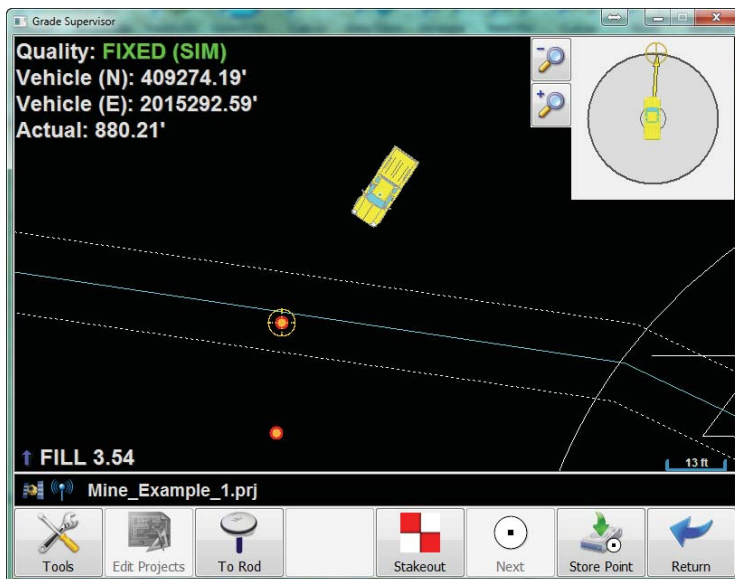 Grade Supervisor
Quality: FIXED (SIM)
Vehicle (N): 409274.19'
Vehicle (E): 2015292.59'
Actual: 880.21'
FILL 3.54
13 ft
Mine_Example_1.prj
Tools
Edit Projects
To Rod
Stakeout
Next
Store Point
Return